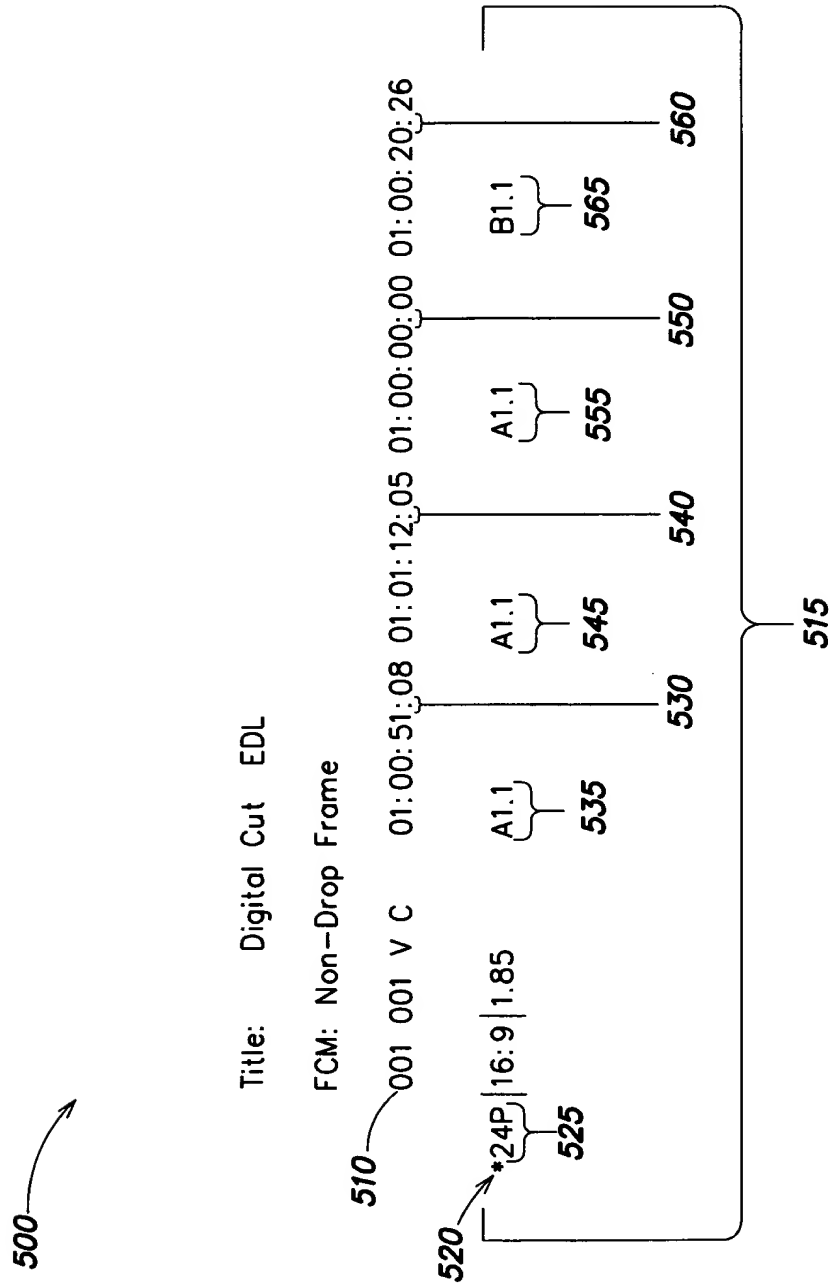 500
Title: Digital Cut EDL
FCM: Non-Drop Frame
510
001 001 V C 01:00:51:08 01:01:12:05 01:00:00:00 01:00:20:26
520
*24P|16:9|1.85 A1.1 A1.1 A1.1 B1.1
525 535 545 555 565
530 540 550 560
515